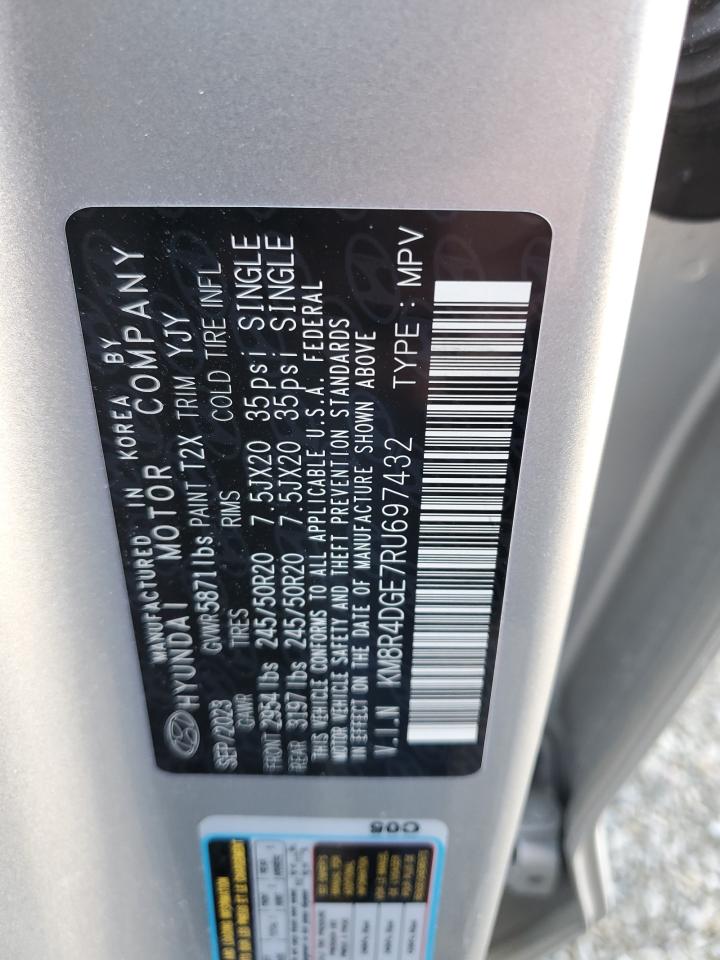 MANUFACTURED IN KOREA BY
HYUNDAI MOTOR COMPANY
SEP/2023 GVWR5871lbs PAINT T2X TRIM YJY
GAWR TIRES RIMS COLD TIRE INFL
FRONT 2954 lbs 245/50R20 7.5JX20 35psi SINGLE
REAR 3197 lbs 245/50R20 7.5JX20 35psi SINGLE
THIS VEHICLE CONFORMS TO ALL APPLICABLE U.S.A. FEDERAL
MOTOR VEHICLE SAFETY AND THEFT PREVENTION STANDARDS
IN EFFECT ON THE DATE OF MANUFACTURE SHOWN ABOVE
V.I.N KM8R4DGE7RU697432 TYPE : MPV